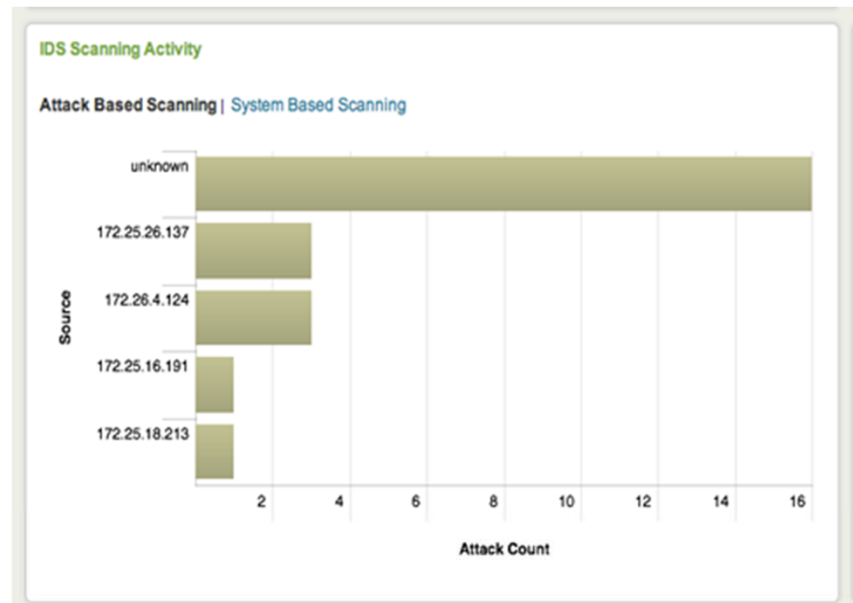 IDS Scanning Activity
Attack Based Scanning | System Based Scanning
unknown
172.25.26.137
172.26.4.124
172.25.16.191
172.25.18.213
Source
2 4 6 8 10 12 14 16
Attack Count